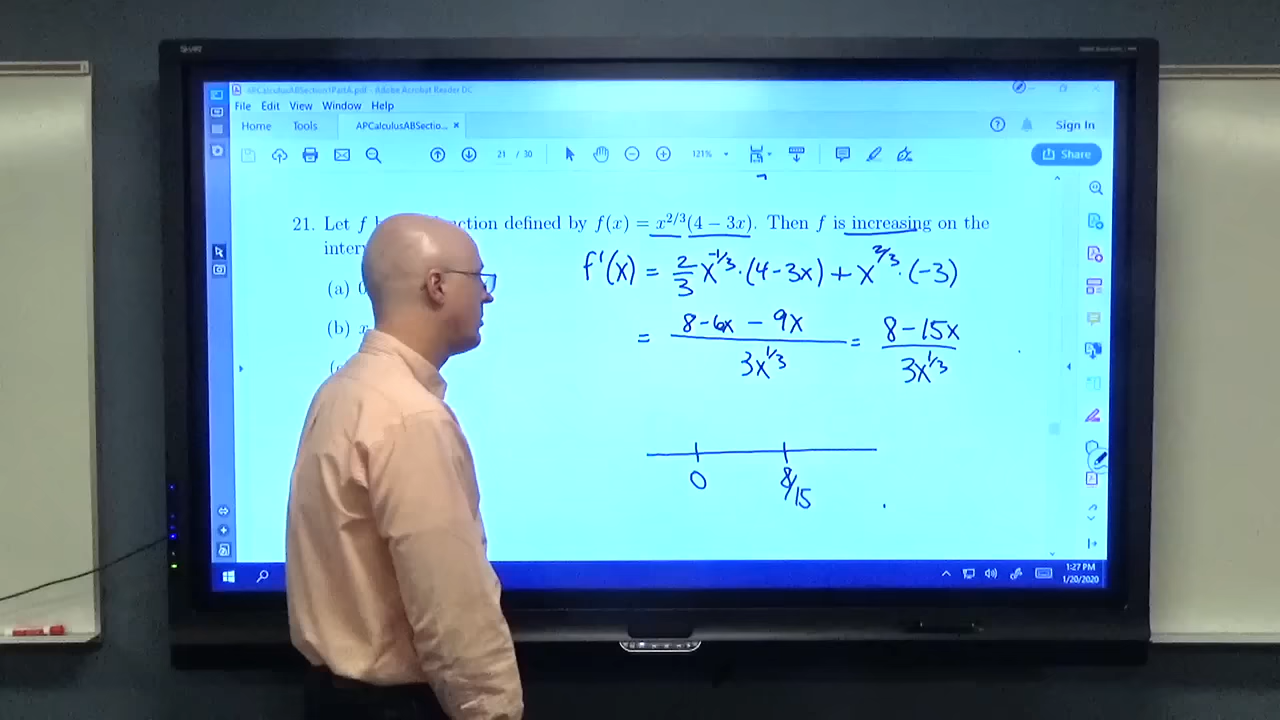 SMART
APCalculusABSection1PartA.pdf - Adobe Acrobat Reader DC
File Edit View Window Help
Home Tools APCalculusABSectio... × Sign In
21 / 30 121% Share
21. Let f function defined by f(x) = x^{2/3}(4 − 3x). Then f is increasing on the
(a)
(b) x
f'(x) = 2/3 x^{-1/3} · (4 - 3x) + x^{2/3} · (-3)
= 8 - 6x - 9x / 3x^{1/3} = 8 - 15x / 3x^{1/3}
0 8/15
1:27 PM
1/20/2020